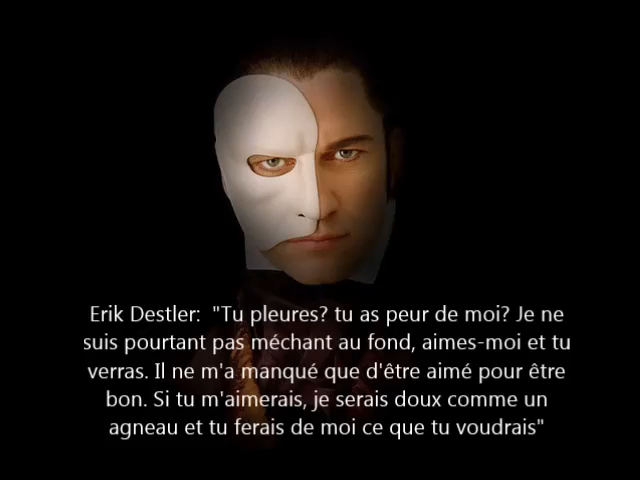 Erik Destler:  "Tu pleures? tu as peur de moi? Je ne
suis pourtant pas méchant au fond, aimes-moi et tu
verras. Il ne m'a manqué que d'être aimé pour être
bon. Si tu m'aimerais, je serais doux comme un
agneau et tu ferais de moi ce que tu voudrais"